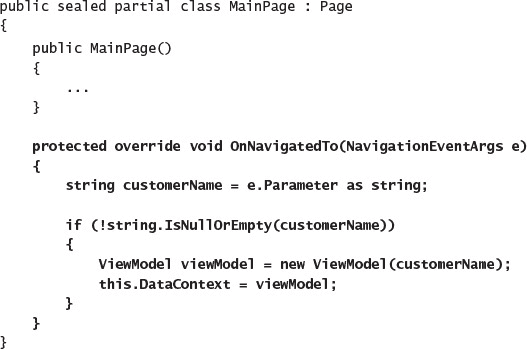 public sealed partial class MainPage : Page
{
    public MainPage()
    {
        ...
    }

    protected override void OnNavigatedTo(NavigationEventArgs e)
    {
        string customerName = e.Parameter as string;

        if (!string.IsNullOrEmpty(customerName))
        {
            ViewModel viewModel = new ViewModel(customerName);
            this.DataContext = viewModel;
        }
    }
}